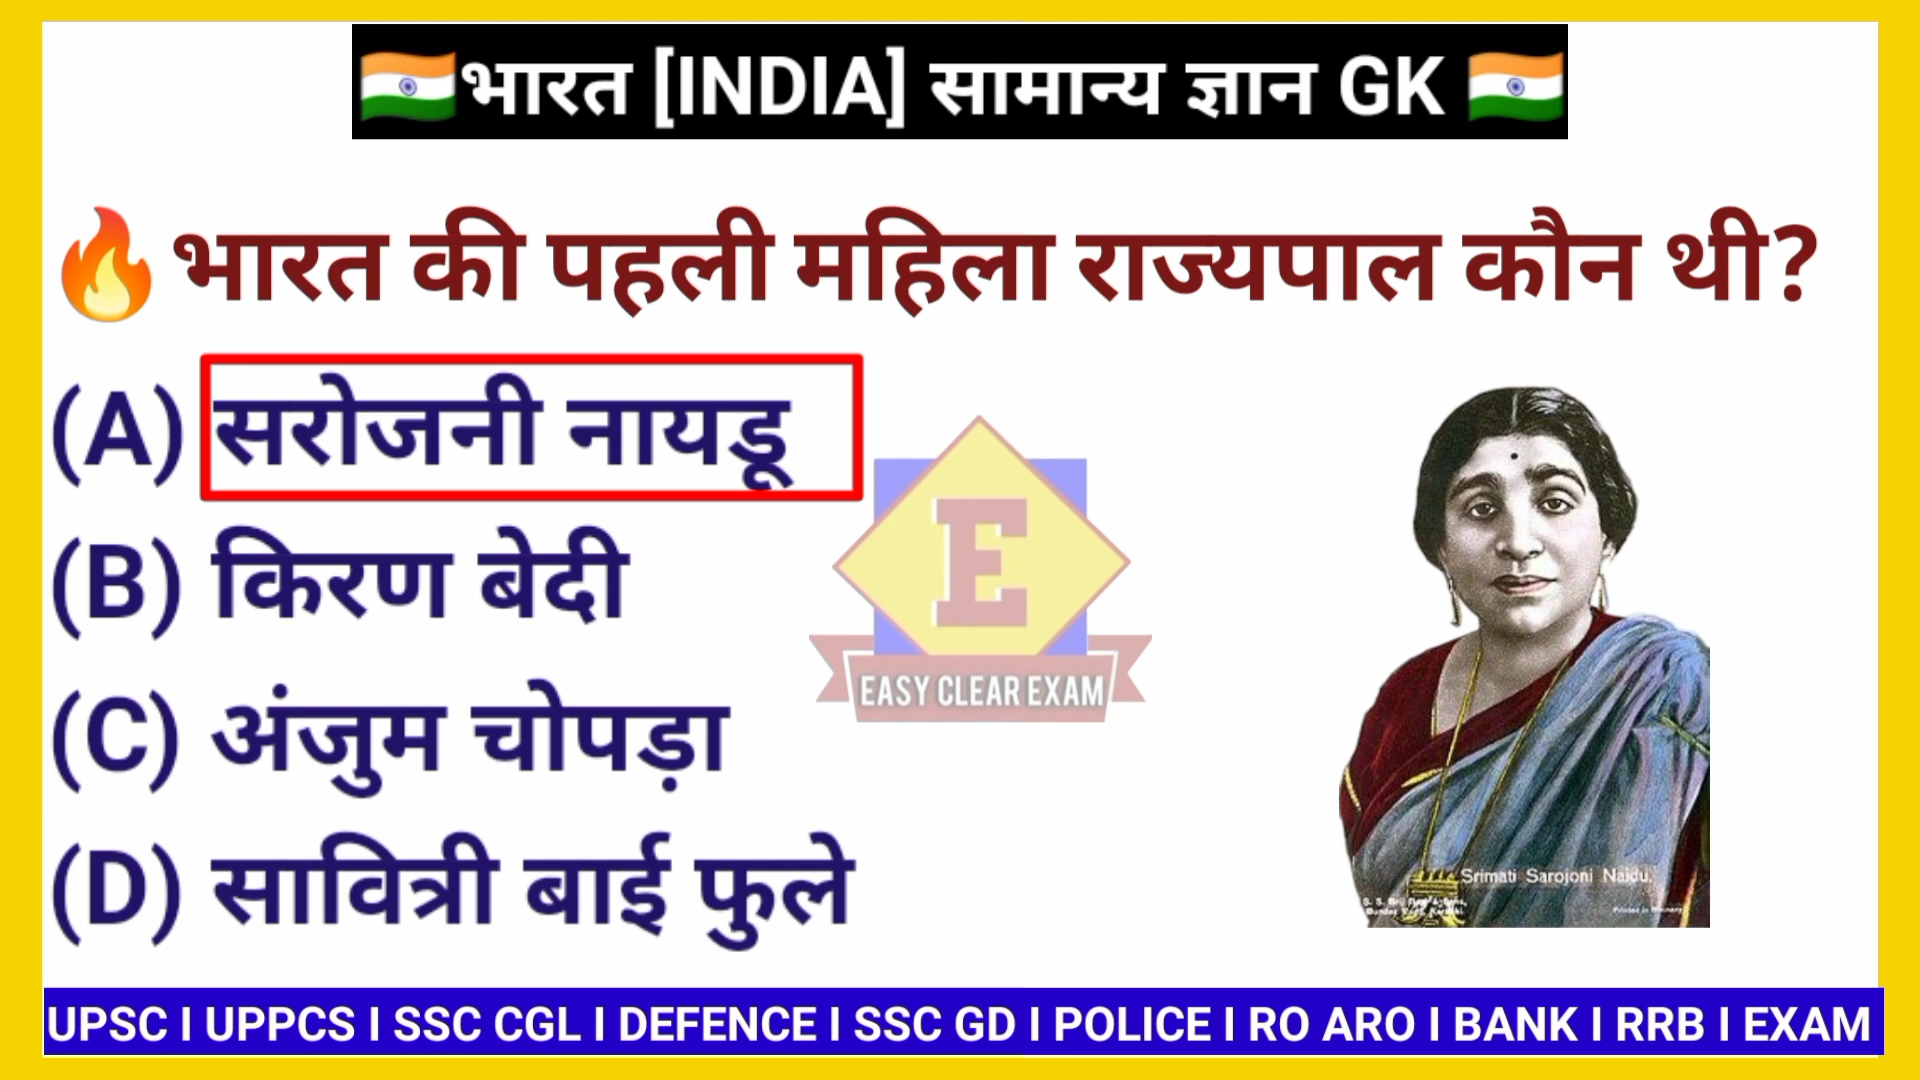 भारत [INDIA] सामान्य ज्ञान GK
भारत की पहली महिला राज्यपाल कौन थी?
(A) सरोजनी नायडू
(B) किरण बेदी
(C) अंजुम चोपड़ा
(D) सावित्री बाई फुले
E
EASY CLEAR EXAM
Srimati Sarojoni Naidu.
UPSC I UPPCS I SSC CGL I DEFENCE I SSC GD I POLICE I RO ARO I BANK I RRB I EXAM